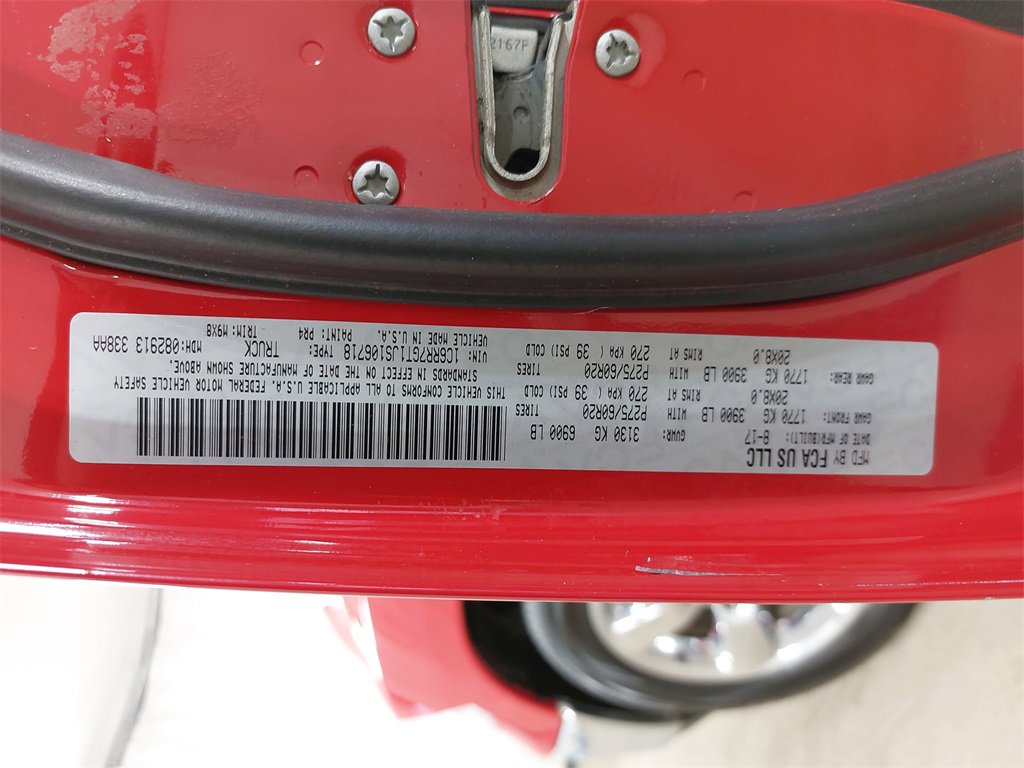 MFD BY FCA US LLC
DATE OF MFR(BUILT): 8-17 GVWR: 3130 KG 6900 LB
GAWR FRONT: 1770 KG 3900 LB WITH P275/60R20 TIRES
20X8.0 RIMS AT 270 KPA ( 39 PSI) COLD
GAWR REAR: 1770 KG 3900 LB WITH P275/60R20 TIRES
20X8.0 RIMS AT 270 KPA ( 39 PSI) COLD
THIS VEHICLE CONFORMS TO ALL APPLICABLE U.S.A. FEDERAL MOTOR VEHICLE SAFETY
STANDARDS IN EFFECT ON THE DATE OF MANUFACTURE SHOWN ABOVE.
VIN: 1C6RR7GT1JS106718 TYPE: TRUCK MDH:082913 338AA
VEHICLE MADE IN U.S.A. PAINT: PR4 TRIM: M9X8